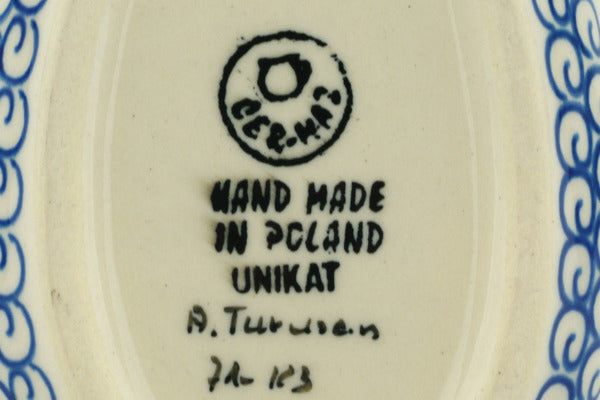 CER-MAZ
HAND MADE
IN POLAND
UNIKAT
A.